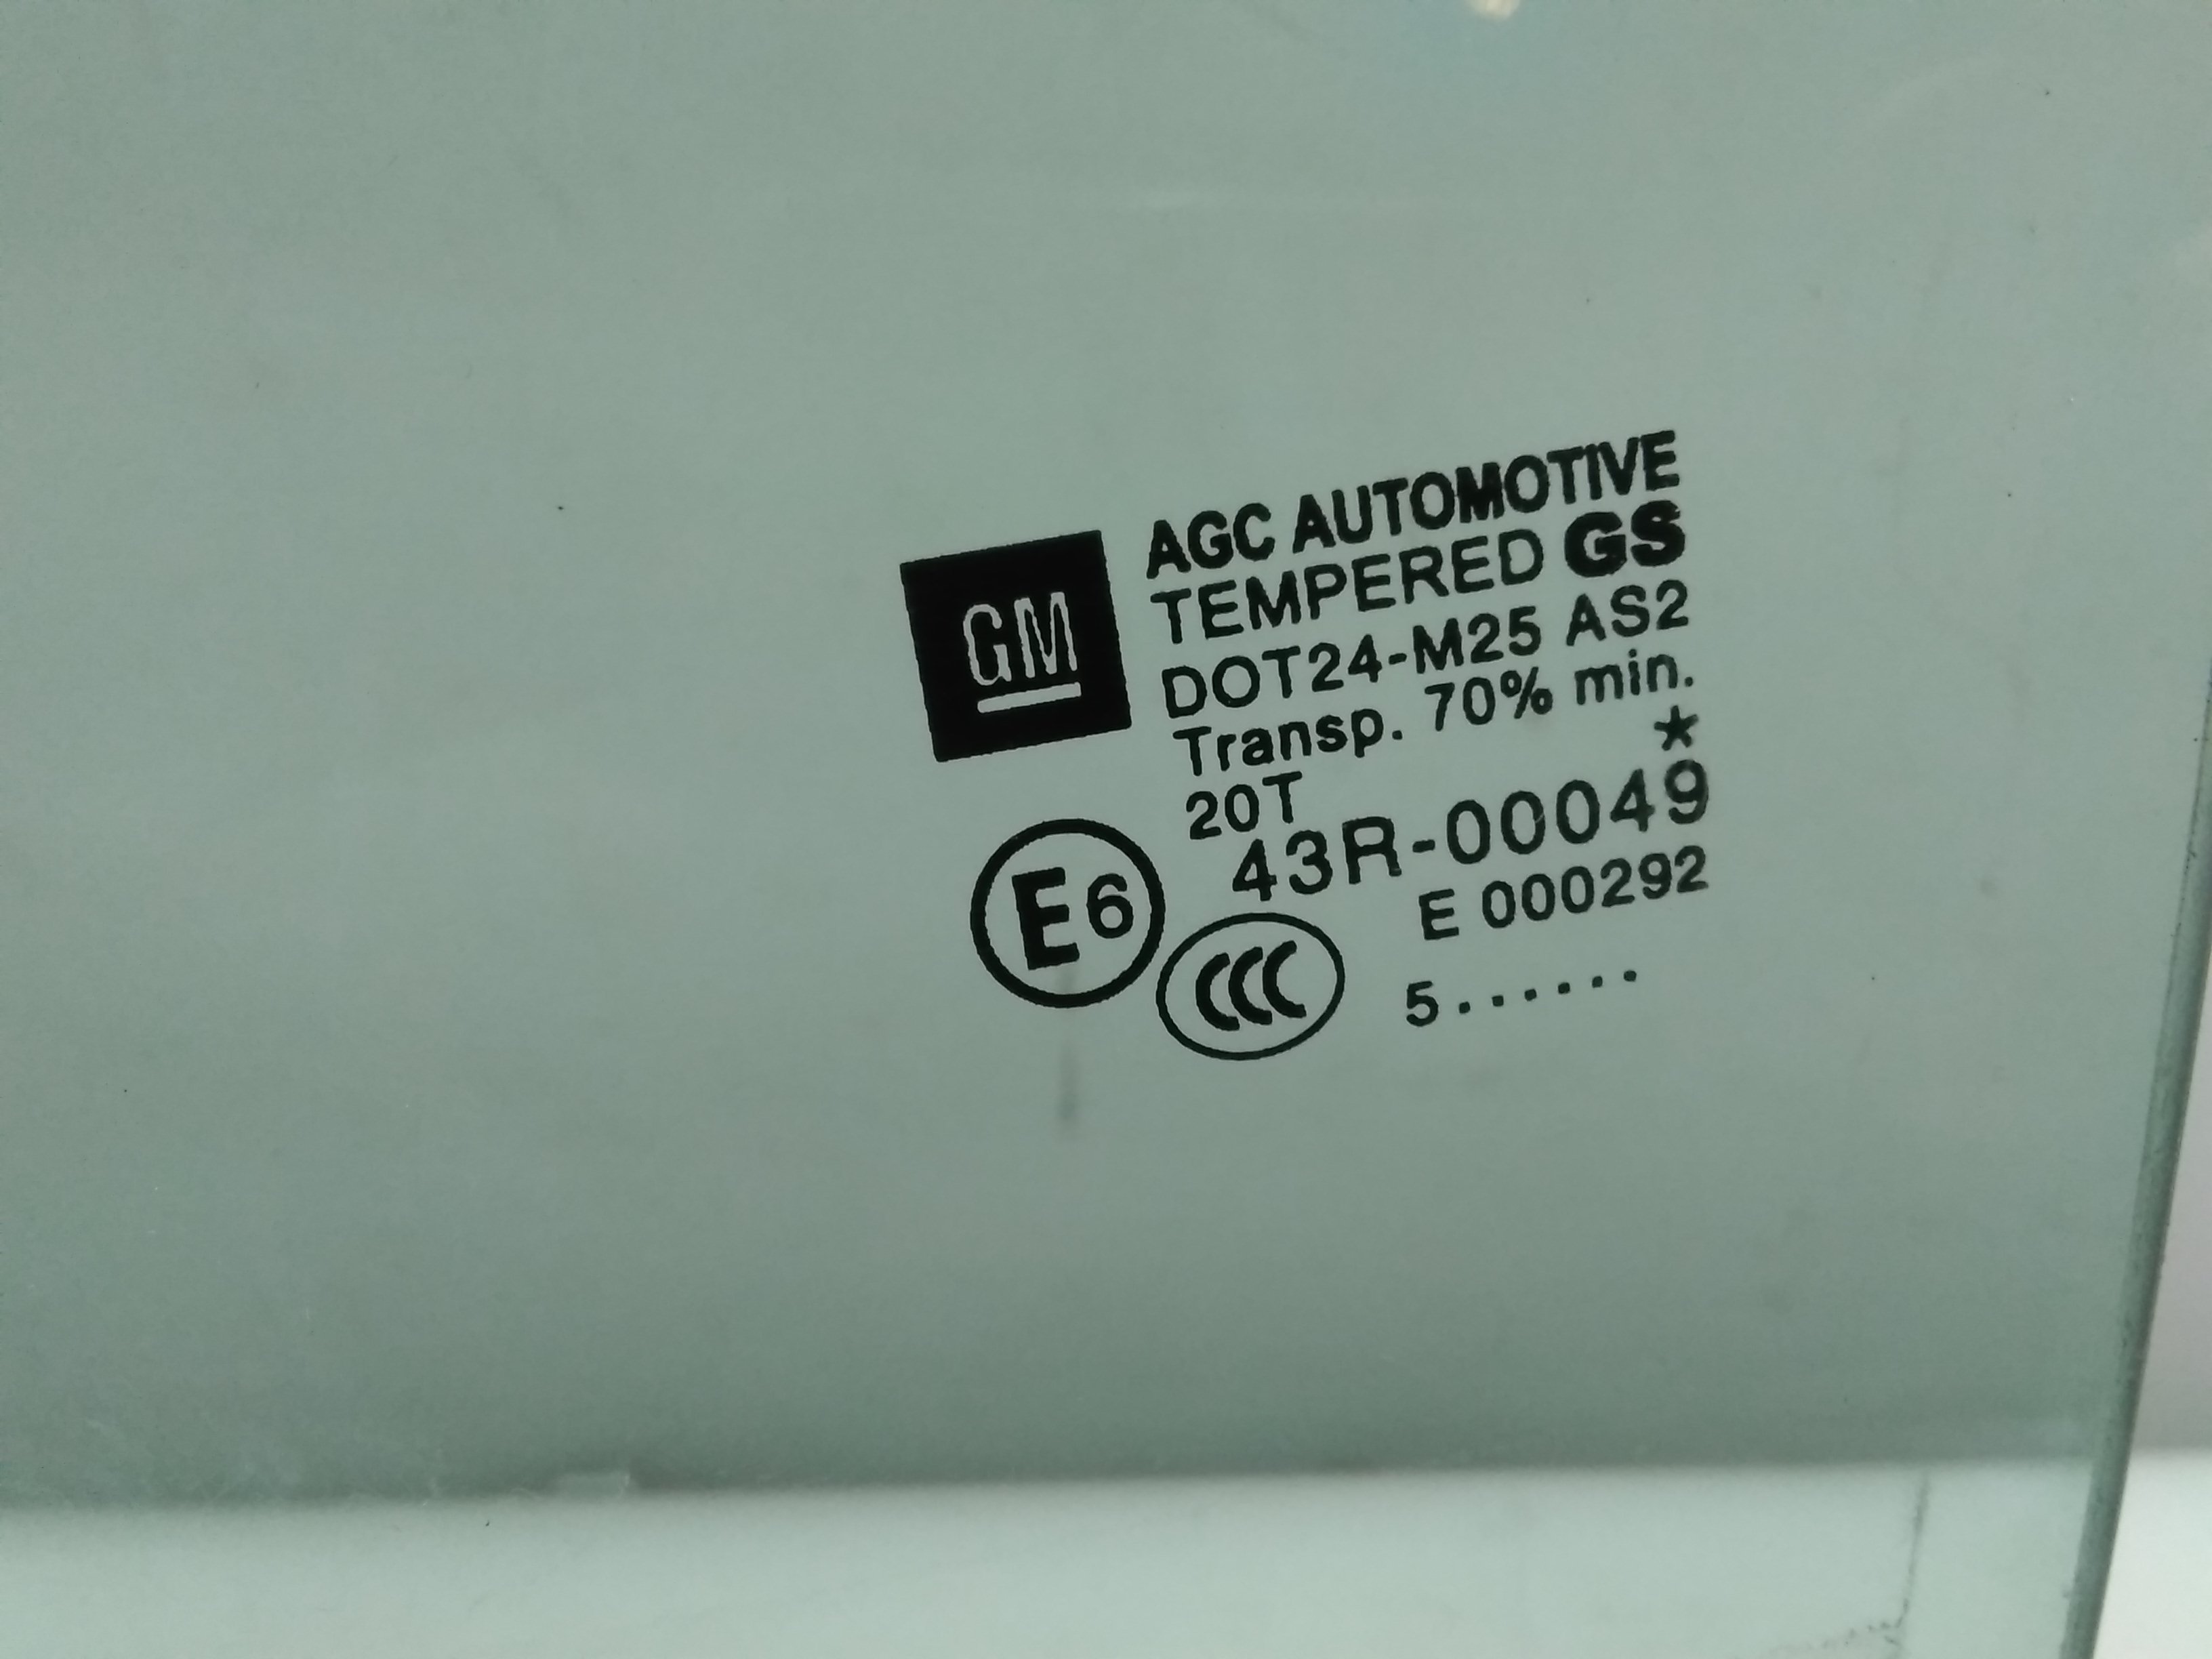 GM
AGC AUTOMOTIVE
TEMPERED GS
DOT24-M25 AS2
Transp. 70% min.
*
20T
43R-00049
E6
E 000292
CCC
5......